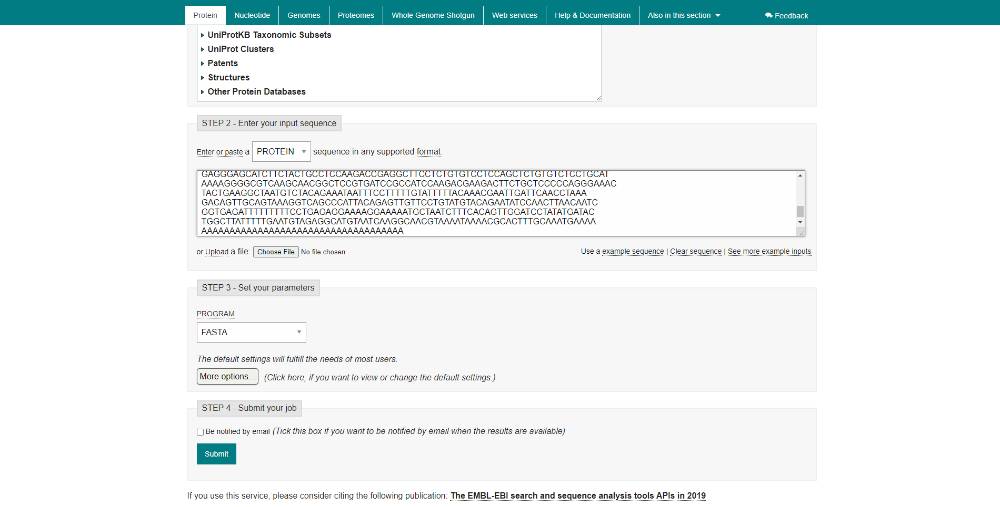 Protein Nucleotide Genomes Proteomes Whole Genome Shotgun Web services Help & Documentation Also in this section Feedback
UniProtKB Taxonomic Subsets
UniProt Clusters
Patents
Structures
Other Protein Databases
STEP 2 - Enter your input sequence
Enter or paste a PROTEIN sequence in any supported format:
GAGGGAGCATCTTCTACTGCCTCCAAGACCGAGGCTTCCTCTGTGTCCTCCAGCTCTGTGTCTCCTGCAT
AAAAGGGGCGTCAAGCAACGGCTCCGTGATCCGCCATCCAAGACGAAGACTTCTGCTCCCCCAGGGAAAC
TACTGAAGGCTAATGTCTACAGAAATAATTTCCTTTTTGTATTTTTACAAACGAATTGATTCAACCTAAA
GACAGTTGCAGTAAAGGTCAGCCCATTACAGAGTTGTTCCTGTATGTACAGAATATCCAACTTAACAATC
GGTGAGATTTTTTTTTCCTGAGAGGAAAAGGAAAAATGCTAATCTTTCACAGTTGGATCCTATATGATAC
TGGCTTATTTTTGAATGTAGAGGCATGTAATCAAGGCAACGTAAAATAAAACGCACTTTGCAAATGAAAA
AAAAAAAAAAAAAAAAAAAAAAAAAAAAAAAAAAAA
or Upload a file: Choose File No file chosen Use a example sequence | Clear sequence | See more example inputs
STEP 3 - Set your parameters
PROGRAM
FASTA
The default settings will fulfill the needs of most users.
More options... (Click here, if you want to view or change the default settings.)
STEP 4 - Submit your job
Be notified by email (Tick this box if you want to be notified by email when the results are available)
Submit
If you use this service, please consider citing the following publication: The EMBL-EBI search and sequence analysis tools APIs in 2019